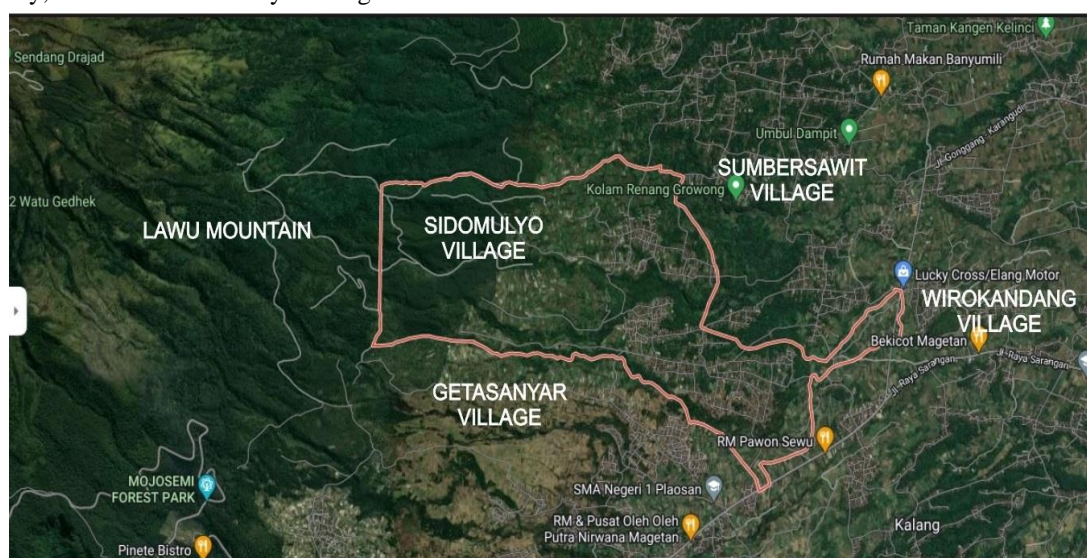 Taman Kangen Kelinci
Sendang Drajad
Rumah Makan Banyumili
Umbul Dampit
Jl. Gonggang - Karangudi
SUMBERSAWIT
VILLAGE
Kolam Renang Growong
2 Watu Gedhek
LAWU MOUNTAIN
SIDOMULYO
VILLAGE
Lucky Cross/Elang Motor
WIROKANDANG
VILLAGE
Bekicot Magetan
Jl. Raya Sarangan
Jl. Raya Sarangan
GETASANYAR
VILLAGE
RM Pawon Sewu
MOJOSEMI
FOREST PARK
SMA Negeri 1 Plaosan
RM & Pusat Oleh Oleh
Putra Nirwana Magetan
Kalang
Pinete Bistro